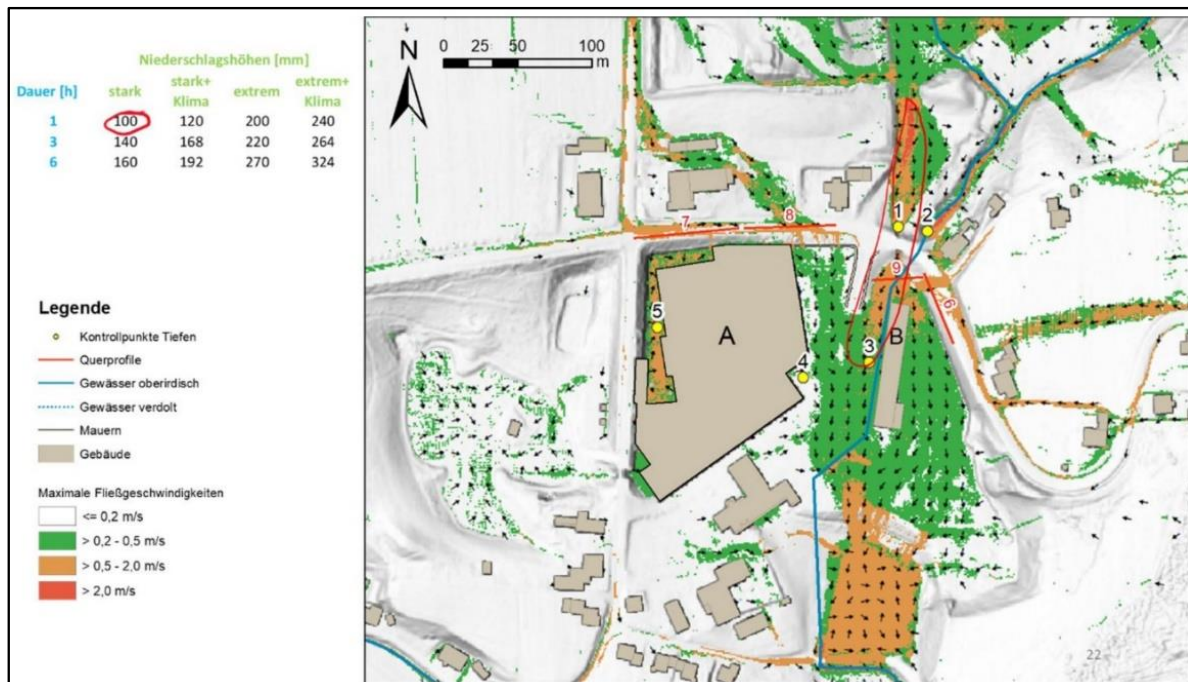 Niederschlagshöhen [mm]
Dauer [h] stark stark+ Klima extrem extrem+ Klima
1 100 120 200 240
3 140 168 220 264
6 160 192 270 324
N
0 25 50 100
m
1
2
7
8
9
6
5
A
B
3
4
Legende
Kontrollpunkte Tiefen
Querprofile
Gewässer oberirdisch
Gewässer verdolt
Mauern
Gebäude
Maximale Fließgeschwindigkeiten
<= 0,2 m/s
> 0,2 - 0,5 m/s
> 0,5 - 2,0 m/s
> 2,0 m/s
22